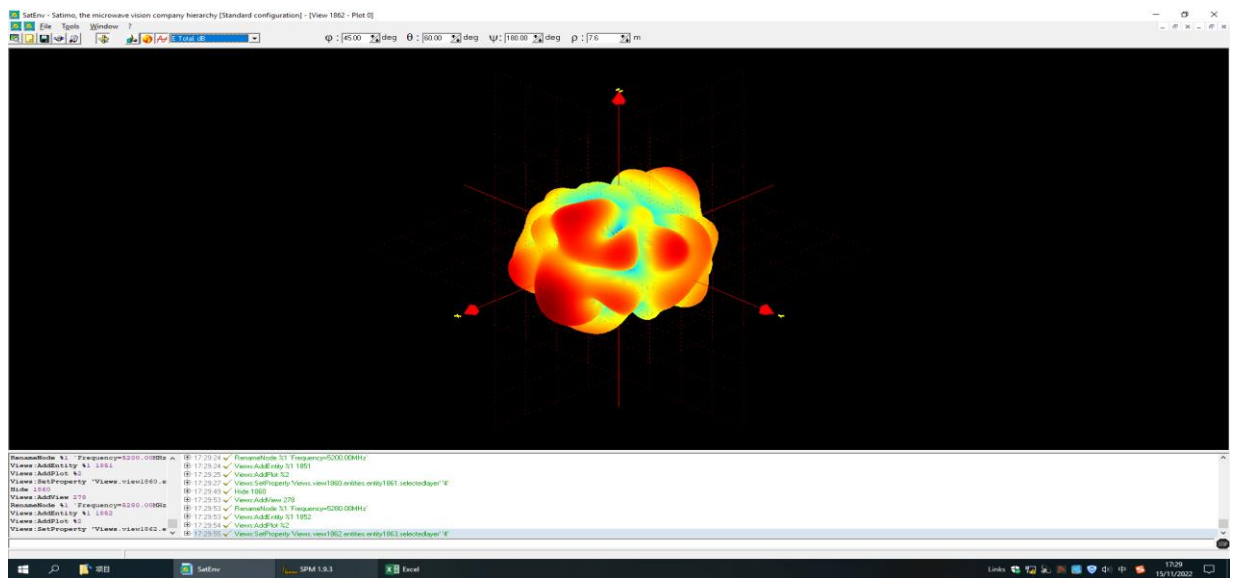 SatEnv - Satimo, the microwave vision company hierarchy [Standard configuration] - [View 1862 - Plot 0]
File Tools Window ?
E Total, dB φ : 45.00 deg θ : 60.00 deg ψ : 180.00 deg ρ : 7.6 m
RenameNode %1 'Frequency=5200.00MHz
Views:AddEntity %1 1851
Views:AddPlot %2
Views:SetProperty "Views.view1860.e
Hide 1860
Views:AddView 278
RenameNode %1 'Frequency=5280.00MHz
Views:AddEntity %1 1852
Views:AddPlot %2
Views:SetProperty "Views.view1862.e
17:29:24 RenameNode %1 'Frequency=5200.00MHz'
17:29:24 Views:AddEntity %1 1851
17:29:25 Views:AddPlot %2
17:29:27 Views:SetProperty "Views.view1860.entities.entity1861.selectedlayer" '4'
17:29:49 Hide 1860
17:29:53 Views:AddView 278
17:29:53 RenameNode %1 'Frequency=5280.00MHz'
17:29:53 Views:AddEntity %1 1852
17:29:54 Views:AddPlot %2
17:29:55 Views:SetProperty "Views.view1862.entities.entity1863.selectedlayer" '4'
项目 SatEnv SPM 1.9.3 Excel Links 中 17:29
15/11/2022